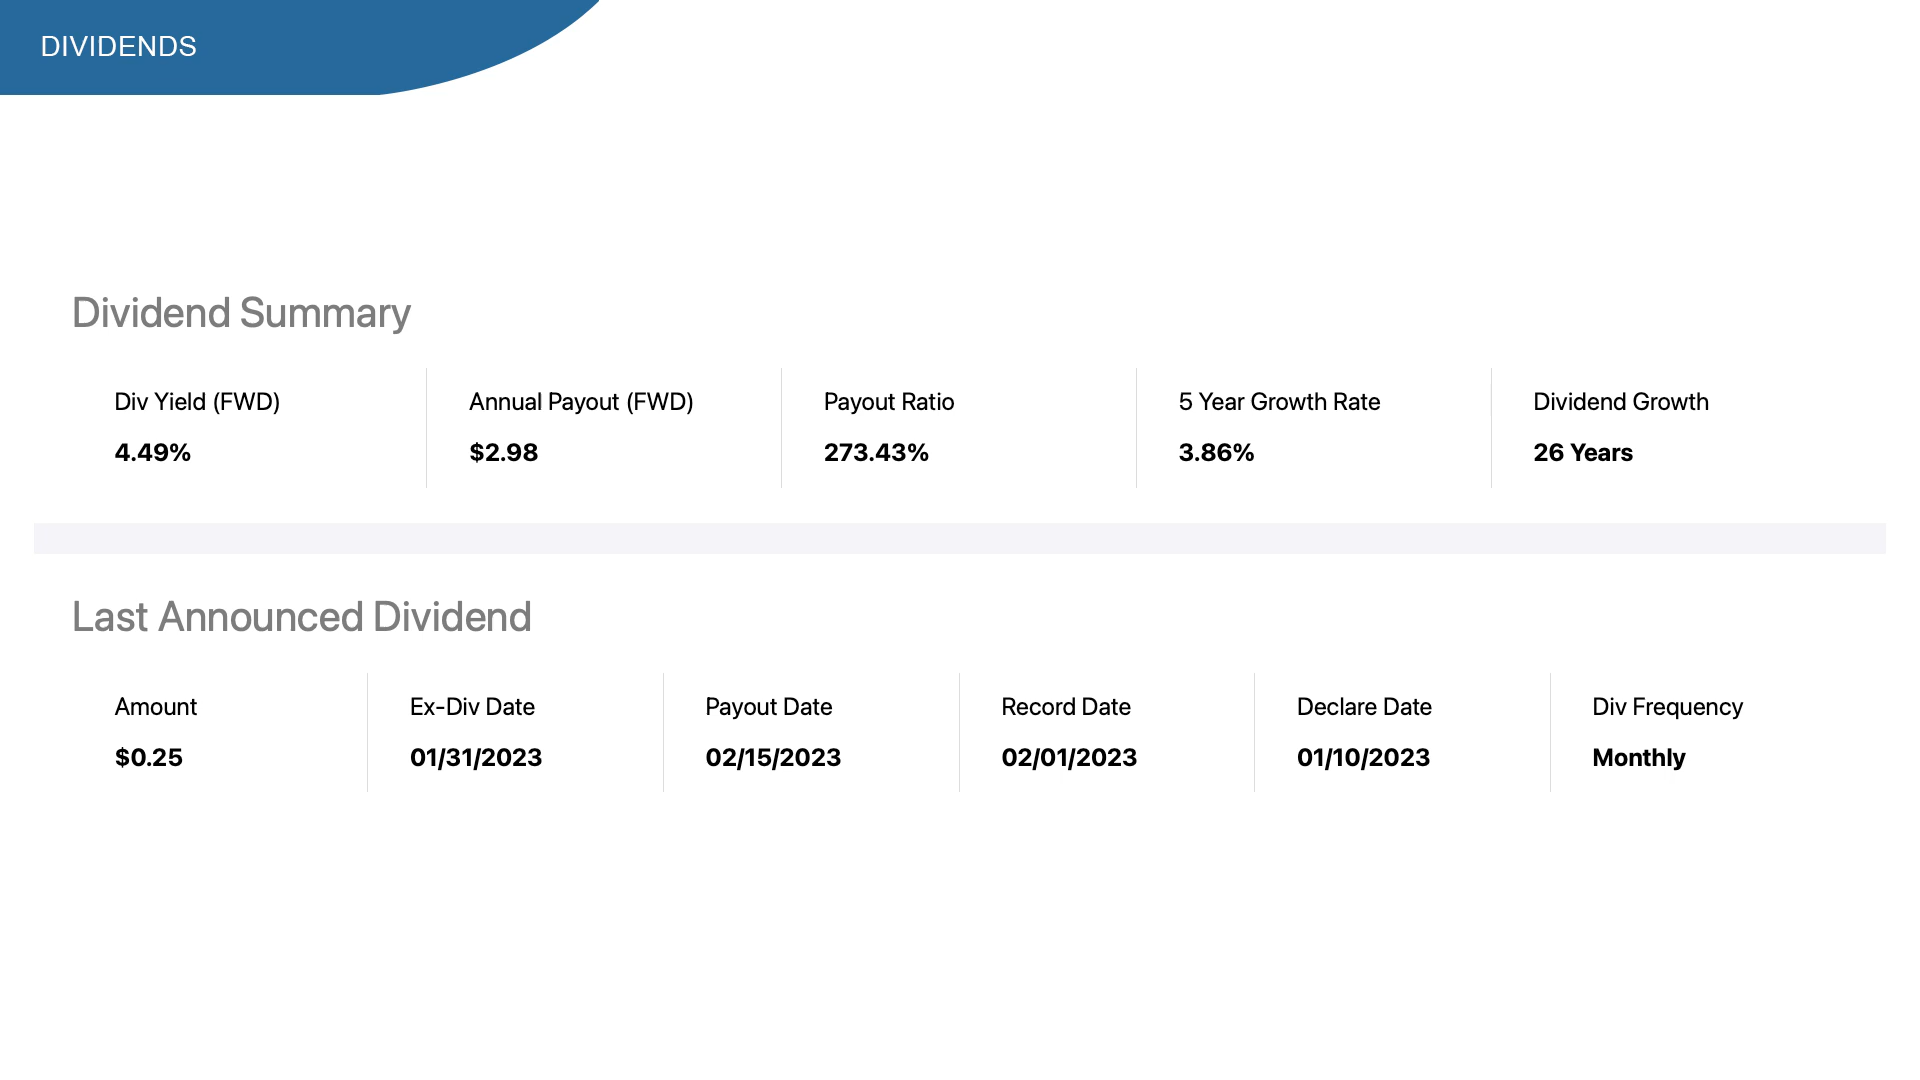 DIVIDENDS
Dividend Summary
Div Yield (FWD) Annual Payout (FWD) Payout Ratio 5 Year Growth Rate Dividend Growth
4.49% $2.98 273.43% 3.86% 26 Years
Last Announced Dividend
Amount Ex-Div Date Payout Date Record Date Declare Date Div Frequency
$0.25 01/31/2023 02/15/2023 02/01/2023 01/10/2023 Monthly